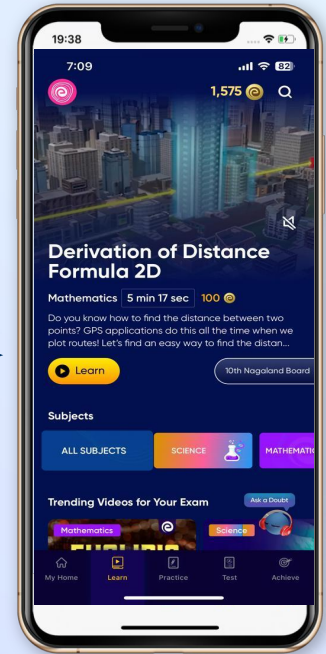 19:38
7:09
82
1,575
Derivation of Distance
Formula 2D
Mathematics 5 min 17 sec 100
Do you know how to find the distance between two
points? GPS applications do this all the time when we
plot routes! Let's find an easy way to find the distan...
Learn
10th Nagaland Board
Subjects
ALL SUBJECTS
SCIENCE
MATHEMATIC
Trending Videos for Your Exam
Ask a Doubt
Mathematics
Science
My Home
Learn
Practice
Test
Achieve